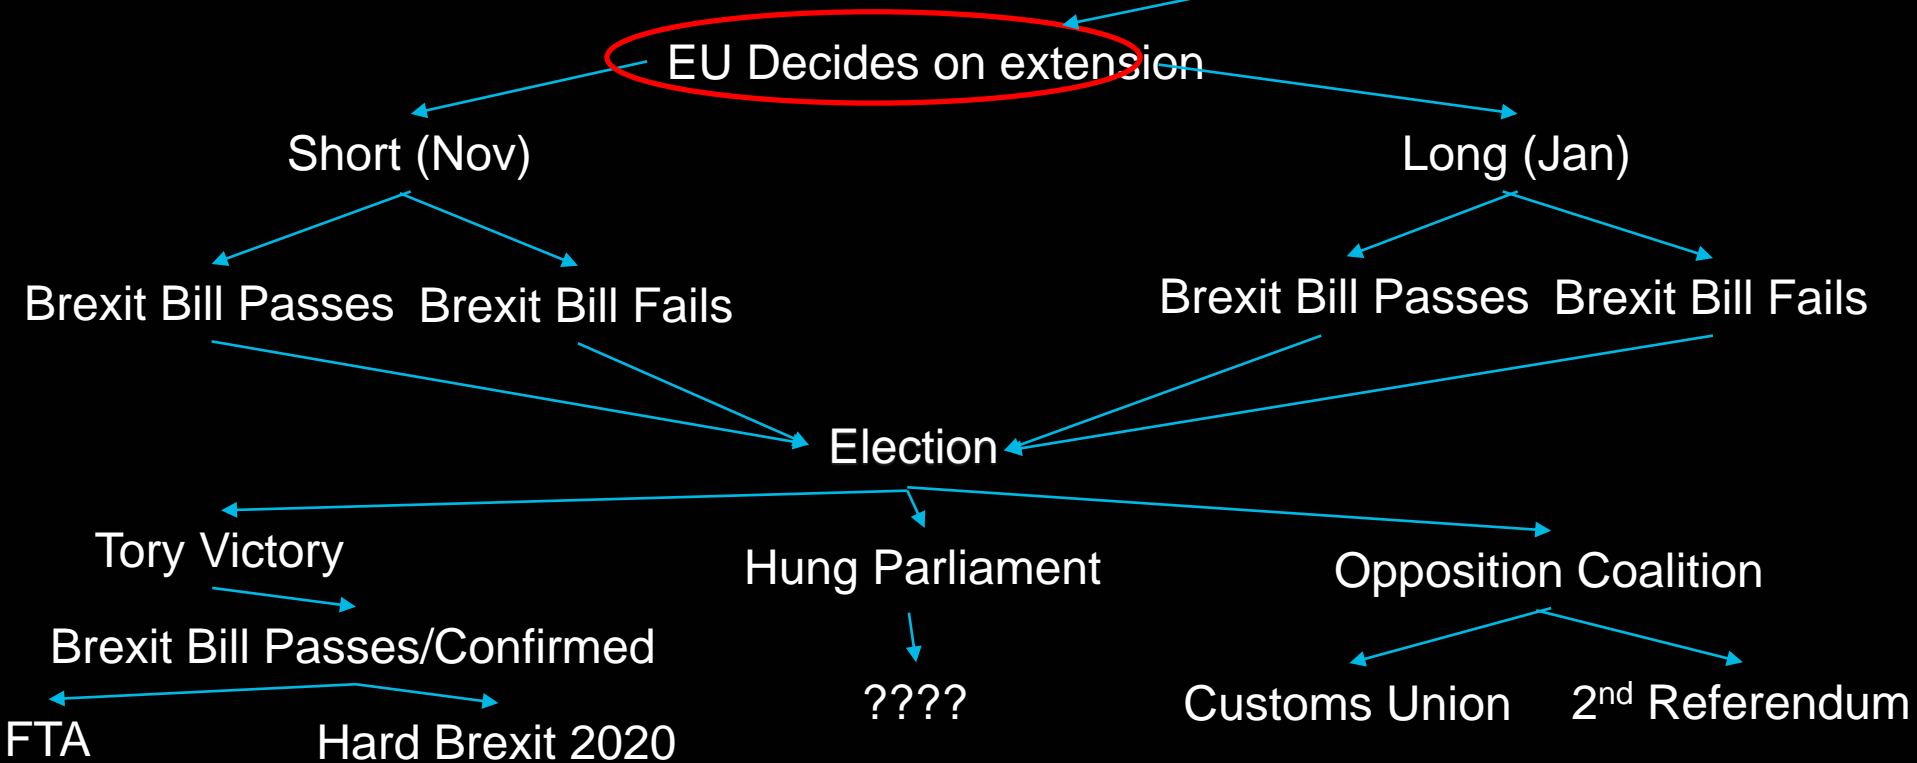 EU Decides on extension
Short (Nov)
Long (Jan)
Brexit Bill Passes
Brexit Bill Fails
Brexit Bill Passes
Brexit Bill Fails
Election
Tory Victory
Hung Parliament
Opposition Coalition
Brexit Bill Passes/Confirmed
????
Customs Union
2nd Referendum
FTA
Hard Brexit 2020